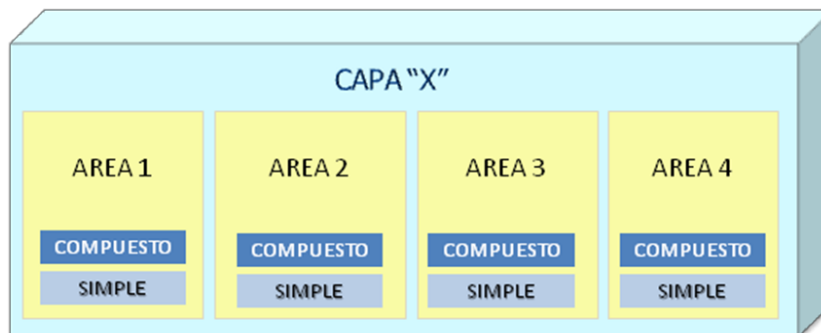 CAPA “X”
AREA 1
COMPUESTO
SIMPLE
AREA 2
COMPUESTO
SIMPLE
AREA 3
COMPUESTO
SIMPLE
AREA 4
COMPUESTO
SIMPLE